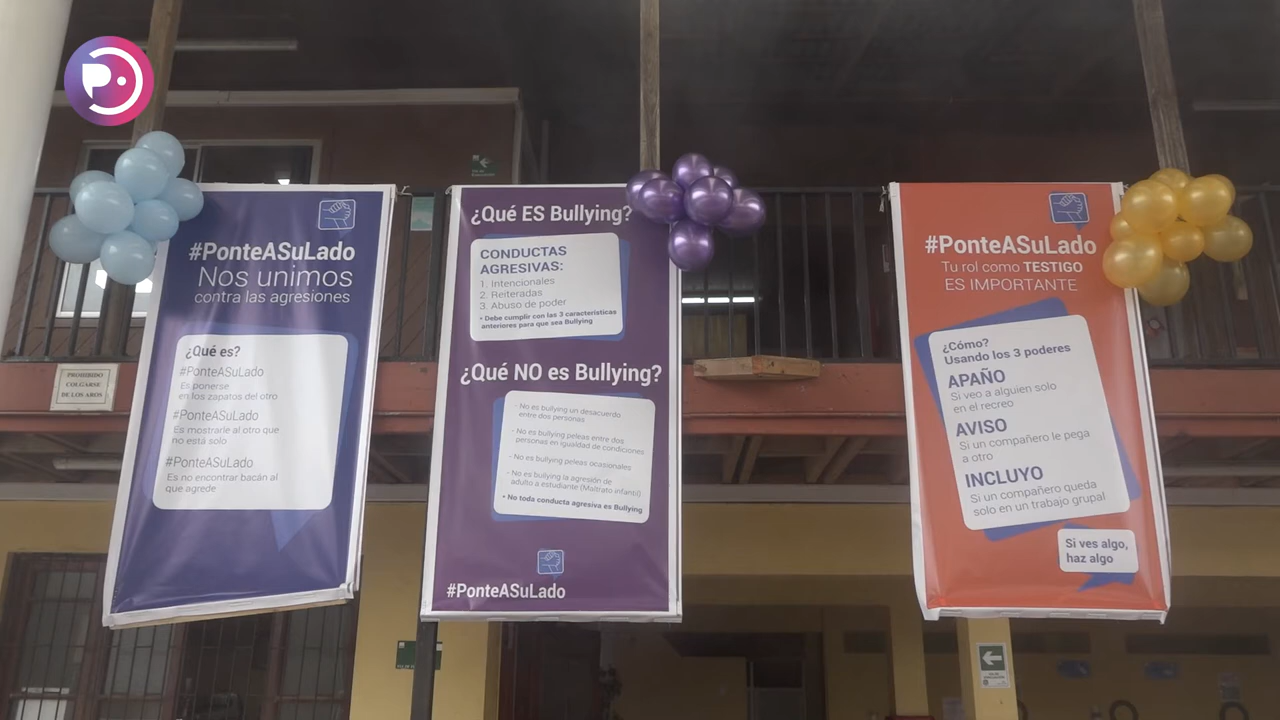 #PonteASuLado
Nos unimos
contra las agresiones
¿Qué es?
#PonteASuLado
Es ponerse
en los zapatos del otro
#PonteASuLado
Es mostrarle al otro que
no está solo
#PonteASuLado
Es no encontrar bacán al
que agrede
¿Qué ES Bullying?
CONDUCTAS
AGRESIVAS:
1. Intencionales
2. Reiteradas
3. Abuso de poder
• Debe cumplir con las 3 características
anteriores para que sea Bullying
¿Qué NO es Bullying?
- No es bullying un desacuerdo
entre dos personas
- No es bullying peleas entre dos
personas en igualdad de condiciones
- No es bullying peleas ocasionales
- No es bullying la agresión de
adulto a estudiante (Maltrato infantil)
• No toda conducta agresiva es Bullying
#PonteASuLado
#PonteASuLado
Tu rol como TESTIGO
ES IMPORTANTE
¿Cómo?
Usando los 3 poderes
APAÑO
Si veo a alguien solo
en el recreo
AVISO
Si un compañero le pega
a otro
INCLUYO
Si un compañero queda
solo en un trabajo grupal
Si ves algo,
haz algo
PROHIBIDO
COLGARSE
DE LOS AROS